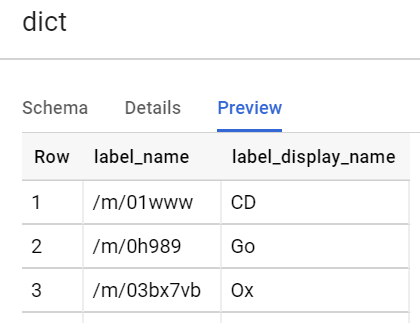 dict
Schema Details Preview
Row label_name label_display_name
1 /m/01www CD
2 /m/0h989 Go
3 /m/03bx7vb Ox